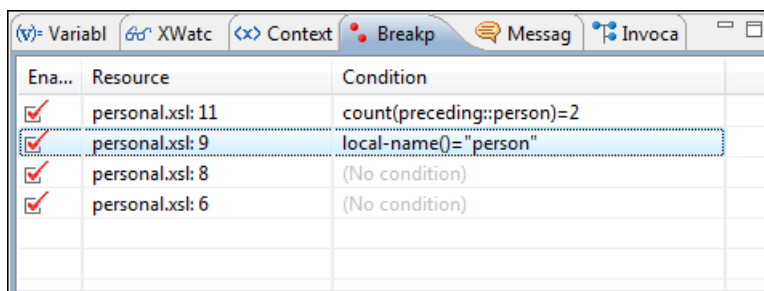 (v)= Variabl XWatc <x> Context Breakp Messag Invoca
Ena... Resource Condition
personal.xsl: 11 count(preceding::person)=2
personal.xsl: 9 local-name()="person"
personal.xsl: 8 (No condition)
personal.xsl: 6 (No condition)